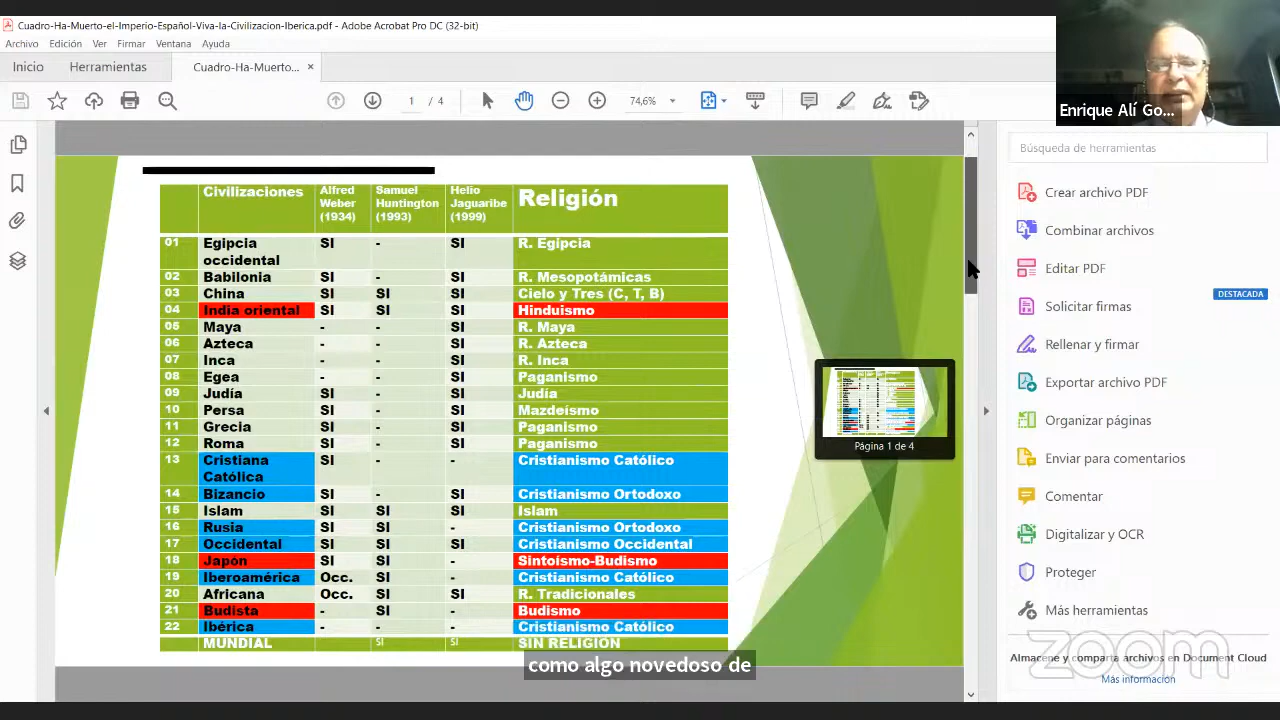 Cuadro-Ha-Muerto-el-Imperio-Español-Viva-la-Civilizacion-Iberica.pdf - Adobe Acrobat Pro DC (32-bit)
Archivo Edición Ver Firmar Ventana Ayuda
Inicio Herramientas Cuadro-Ha-Muerto... ×
1 / 4 74,6%
Enrique Alí Go...
Civilizaciones Alfred Weber (1934) Samuel Huntington (1993) Helio Jaguaribe (1999) Religión
01 Egipcia occidental SI - SI R. Egipcia
02 Babilonia SI - SI R. Mesopotámicas
03 China SI SI SI Cielo y Tres (C, T, B)
04 India oriental SI SI SI Hinduismo
05 Maya - - SI R. Maya
06 Azteca - - SI R. Azteca
07 Inca - - SI R. Inca
08 Egea - - SI Paganismo
09 Judía SI - SI Judía
10 Persa SI - SI Mazdeísmo
11 Grecia SI - SI Paganismo
12 Roma SI - SI Paganismo
13 Cristiana Católica SI - - Cristianismo Católico
14 Bizancio SI - SI Cristianismo Ortodoxo
15 Islam SI SI SI Islam
16 Rusia SI SI - Cristianismo Ortodoxo
17 Occidental SI SI SI Cristianismo Occidental
18 Japón SI SI - Sintoísmo-Budismo
19 Iberoamérica Occ. SI - Cristianismo Católico
20 Africana Occ. SI - R. Tradicionales
21 Budista - SI - Budismo
22 Ibérica - - - Cristianismo Católico
MUNDIAL SI SI SIN RELIGIÓN
como algo novedoso de
Página 1 de 4
Búsqueda de herramientas
Crear archivo PDF
Combinar archivos
Editar PDF
DESTACADA
Solicitar firmas
Rellenar y firmar
Exportar archivo PDF
Organizar páginas
Enviar para comentarios
Comentar
Digitalizar y OCR
Proteger
Más herramientas
zoom
Almacene y comparta archivos en Document Cloud
Más información